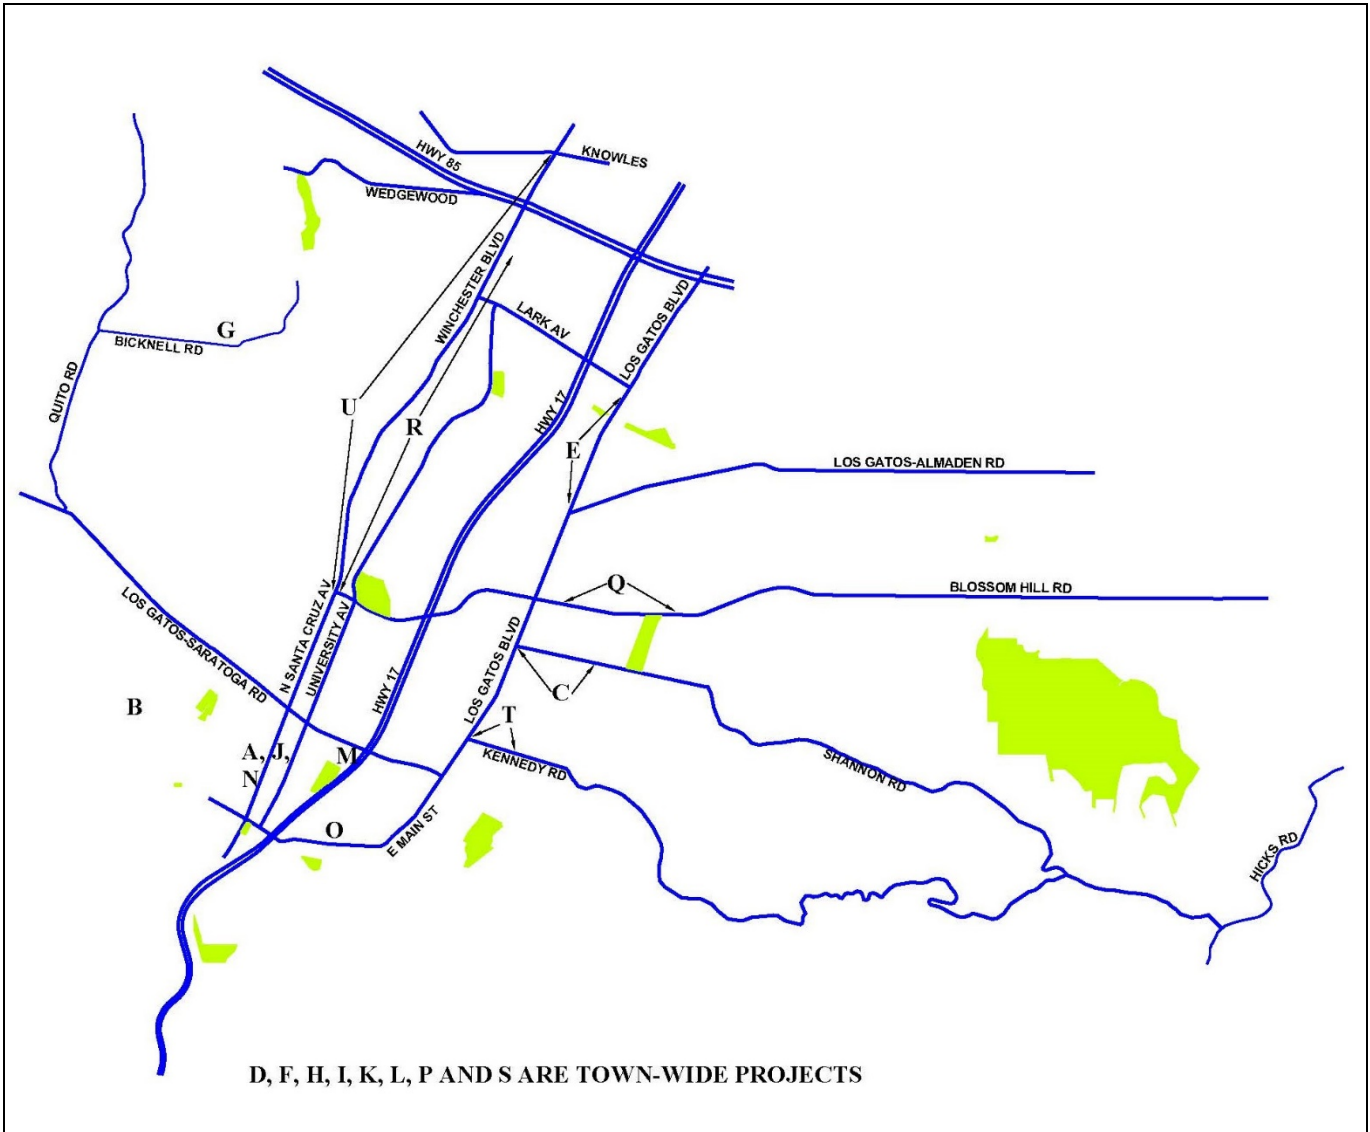 KNOWLES
HWY 85
WEDGEWOOD
WINCHESTER BLVD
LARK AV
LOS GATOS BLVD
G
BICKNELL RD
QUITO RD
U
R
HWY 17
E
LOS GATOS-ALMADEN RD
Q
BLOSSOM HILL RD
LOS GATOS-SARATOGA RD
N SANTA CRUZ AV
UNIVERSITY AV
HWY 17
LOS GATOS BLVD
C
B
T
A, J,
N
M
KENNEDY RD
SHANNON RD
O
E MAIN ST
HICKS RD
D, F, H, I, K, L, P AND S ARE TOWN-WIDE PROJECTS